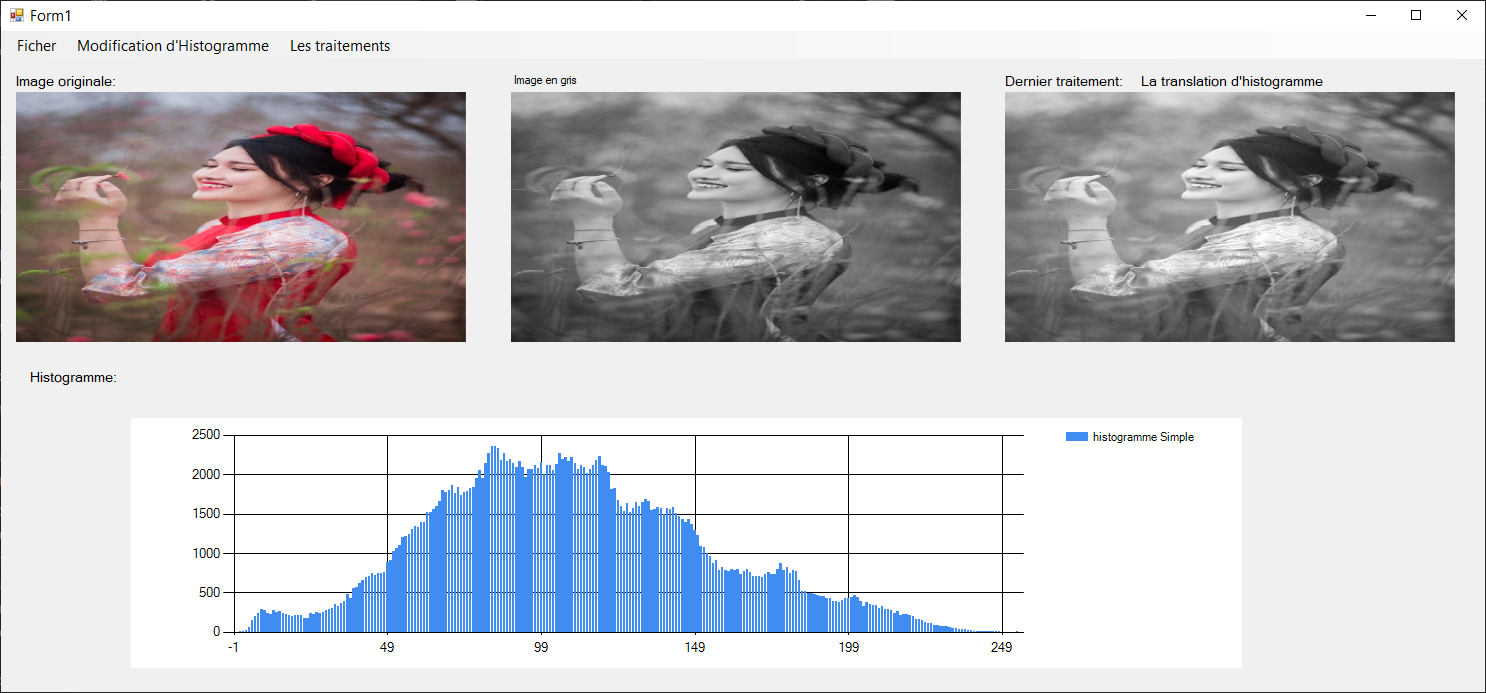 Form1
Ficher Modification d'Histogramme Les traitements
Image originale:
Image en gris
Dernier traitement: La translation d'histogramme
Histogramme:
histogramme Simple
2500
2000
1500
1000
500
0
-1 49 99 149 199 249